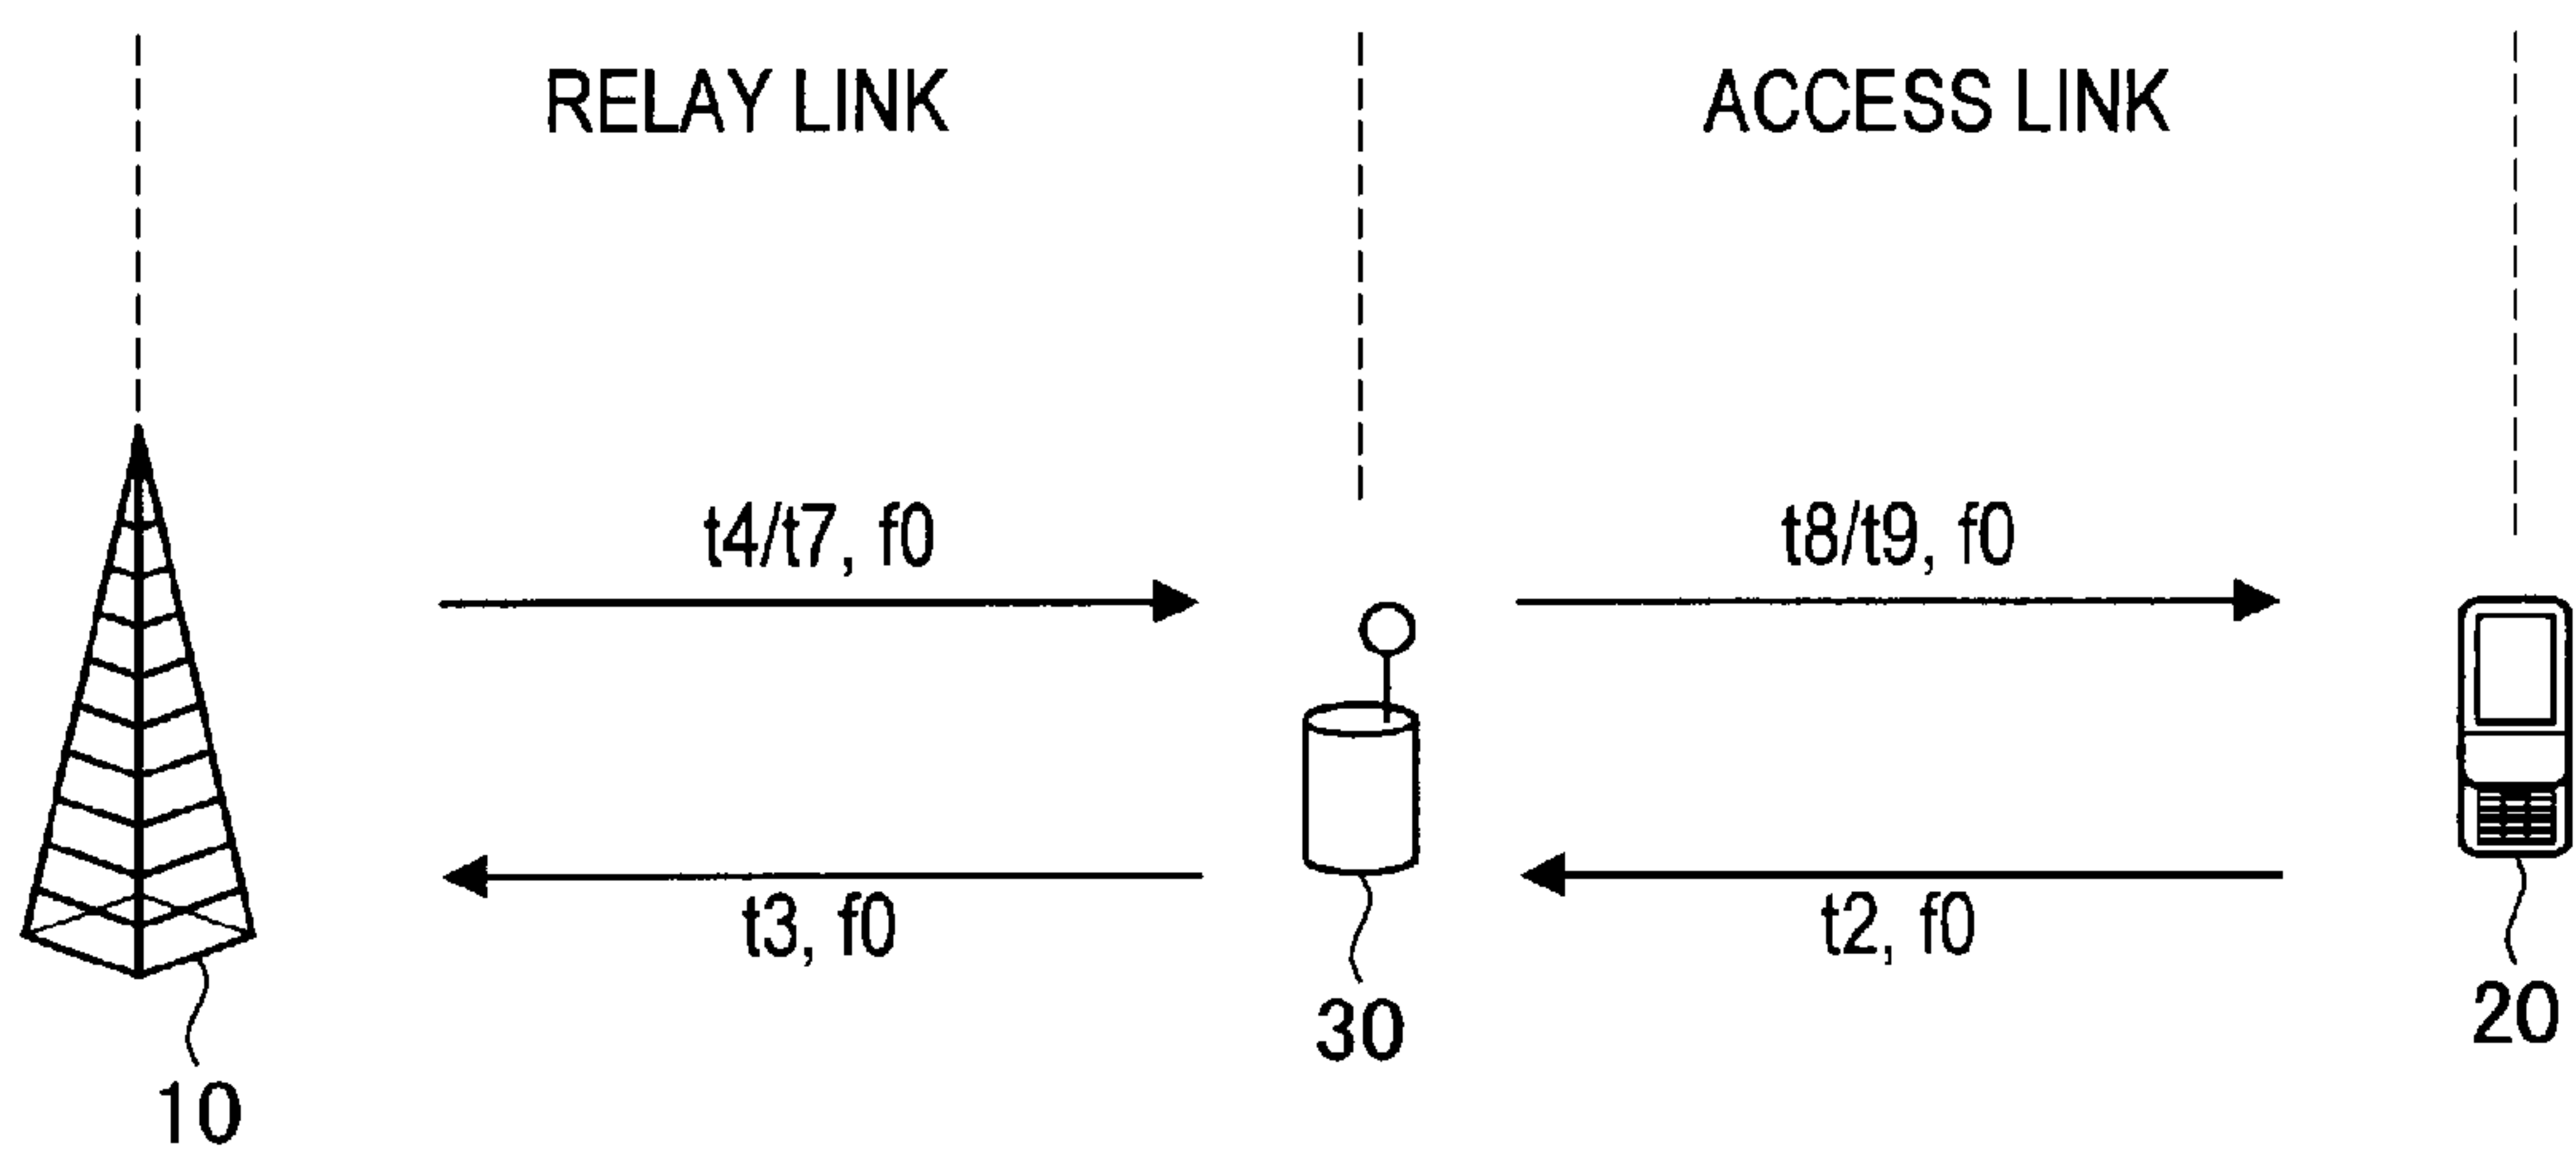 RELAY LINK
ACCESS LINK
t4/t7, f0
t8/t9, f0
t3, f0
t2, f0
10
30
20